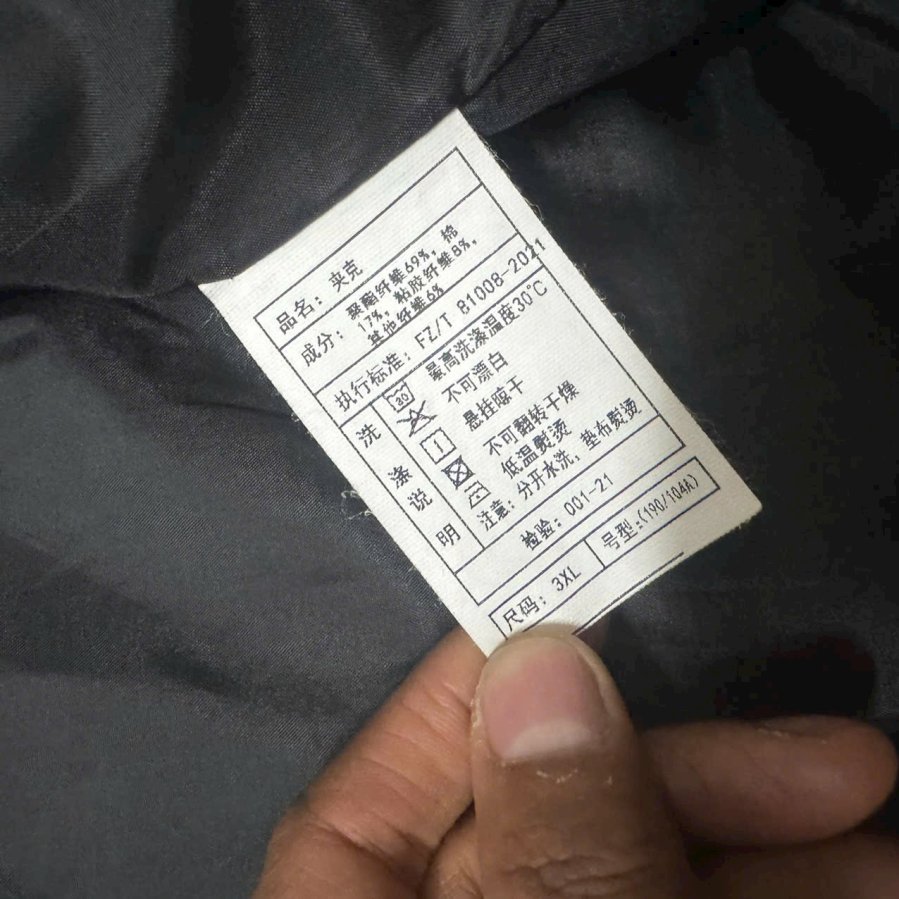 品名：夹克
成分：聚酯纤维69%，棉
17%，粘胶纤维8%，
其他纤维6%
执行标准：FZ/T 81008-2021
洗涤说明
30 最高洗涤温度30℃
不可漂白
悬挂晾干
不可翻转干燥
低温熨烫
注意：分开水洗，垫布熨烫
检验：001-21
尺码：3XL 号型：(190/104A)